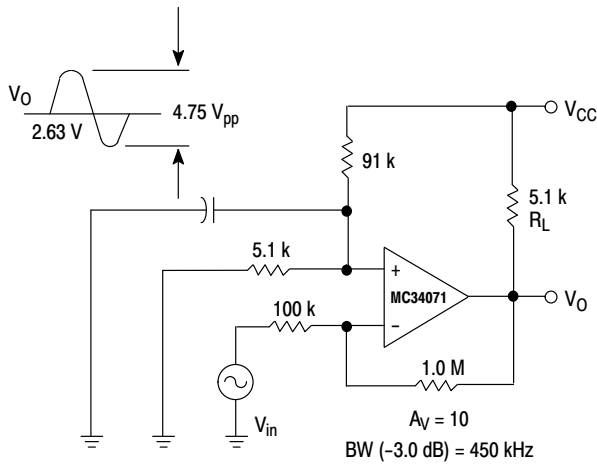 V_O
2.63 V
4.75 V_pp
V_CC
91 k
5.1 k
R_L
5.1 k
+
MC34071
V_O
100 k
−
1.0 M
V_in
A_V = 10
BW (−3.0 dB) = 450 kHz